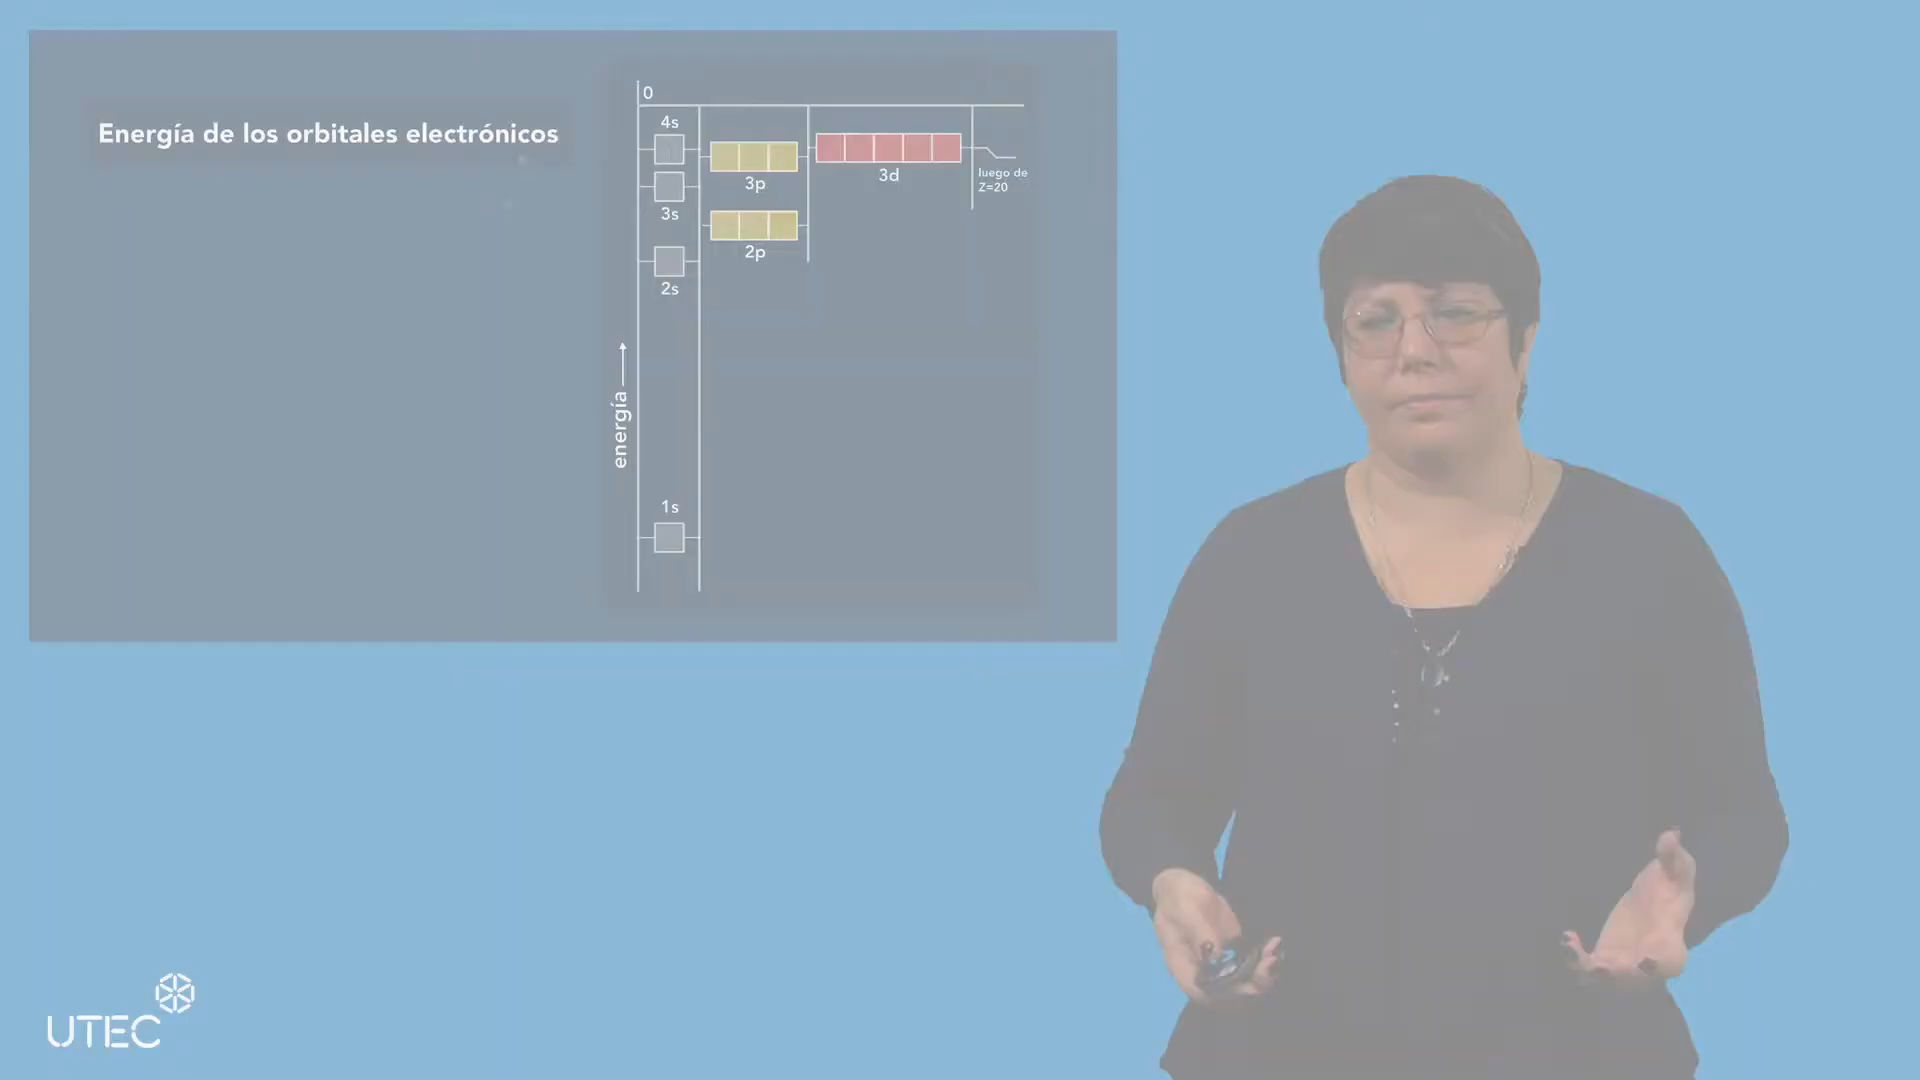 Energía de los orbitales electrónicos
0
4s
3p
3d
luego de
Z=20
3s
2p
2s
energía
1s
UTEC